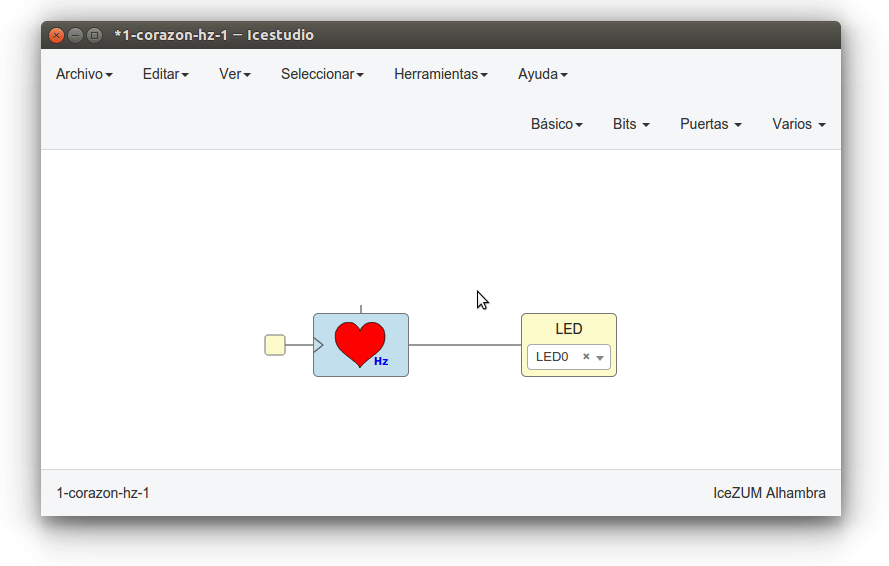 *1-corazon-hz-1 — Icestudio
Archivo Editar Ver Seleccionar Herramientas Ayuda
Básico Bits Puertas Varios
LED
LED0
Hz
1-corazon-hz-1
IceZUM Alhambra